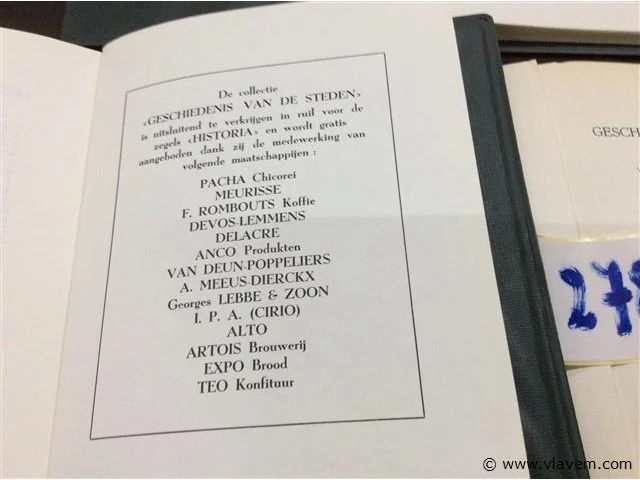 De collectie
«GESCHIEDENIS VAN DE STEDEN»
is uitsluitend te verkrijgen in ruil voor de
zegels «HISTORIA» en wordt gratis
aangeboden dank zij de medewerking van
volgende maatschappijen :
PACHA Chicorei
MEURISSE
F. ROMBOUTS Koffie
DEVOS-LEMMENS
DELACRE
ANCO Produkten
VAN DEUN-POPPELIERS
A. MEEUS-DIERCKX
Georges LEBBE & ZOON
I. P. A. (CIRIO)
ALTO
ARTOIS Brouwerij
EXPO Brood
TEO Konfituur
GESCH
278
© www.vlavem.com